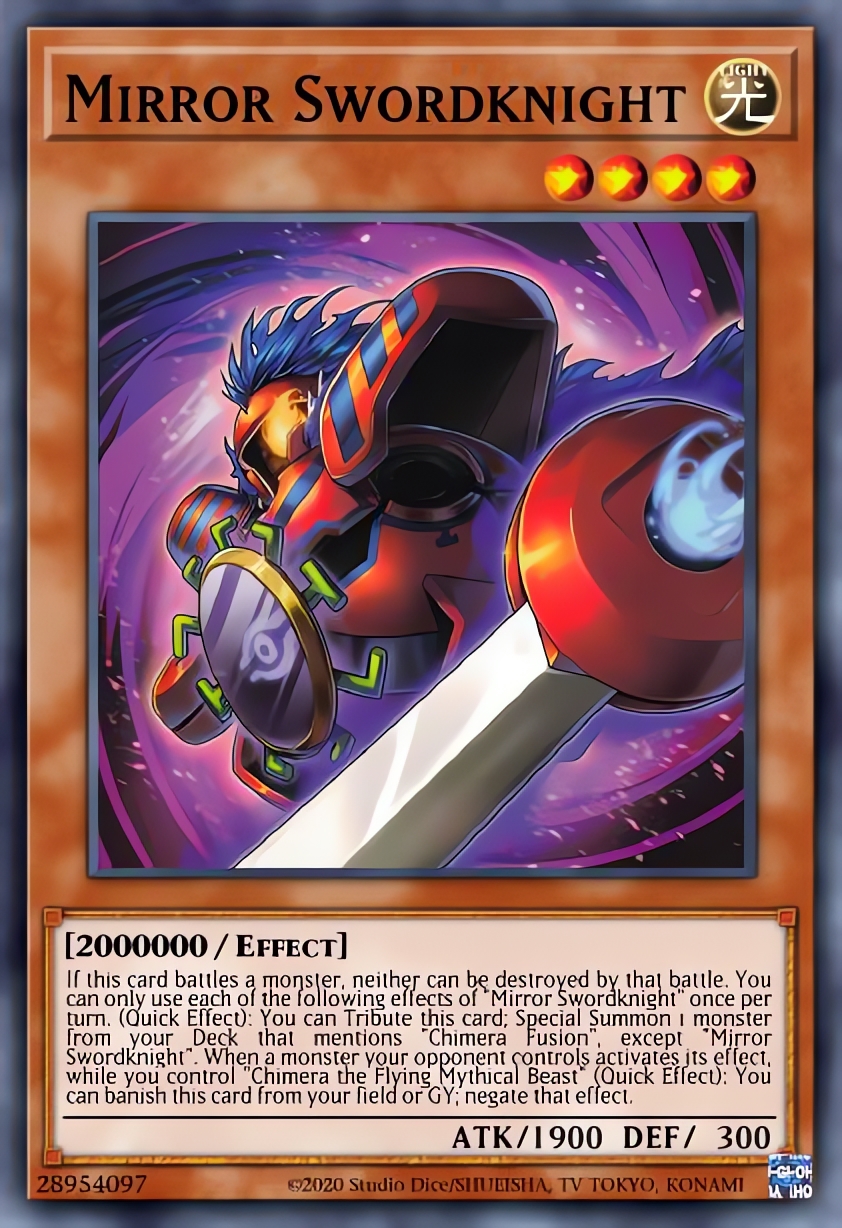 Mirror Swordknight
LIGHT
光
[2000000 / Effect]
If this card battles a monster, neither can be destroyed by that battle. You
can only use each of the following effects of "Mirror Swordknight" once per
turn. (Quick Effect): You can Tribute this card; Special Summon 1 monster
from your Deck that mentions "Chimera Fusion", except "Mirror
Swordknight". When a monster your opponent controls activates its effect,
while you control "Chimera the Flying Mythical Beast" (Quick Effect): You
can banish this card from your field or GY; negate that effect.
ATK/1900 DEF/ 300
28954097
©2020 Studio Dice/SHUEISHA, TV TOKYO, KONAMI